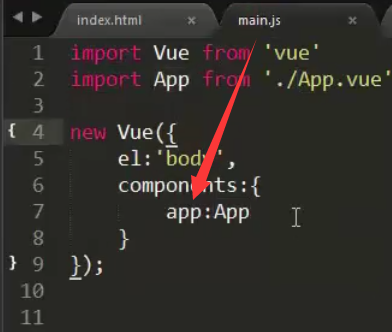 index.html × main.js ×
1 import Vue from 'vue'
2 import App from './App.vue'
3
{ 4 new Vue({
5 el:'body',
6 components:{
7 app:App
8 }
} 9 });
10
11